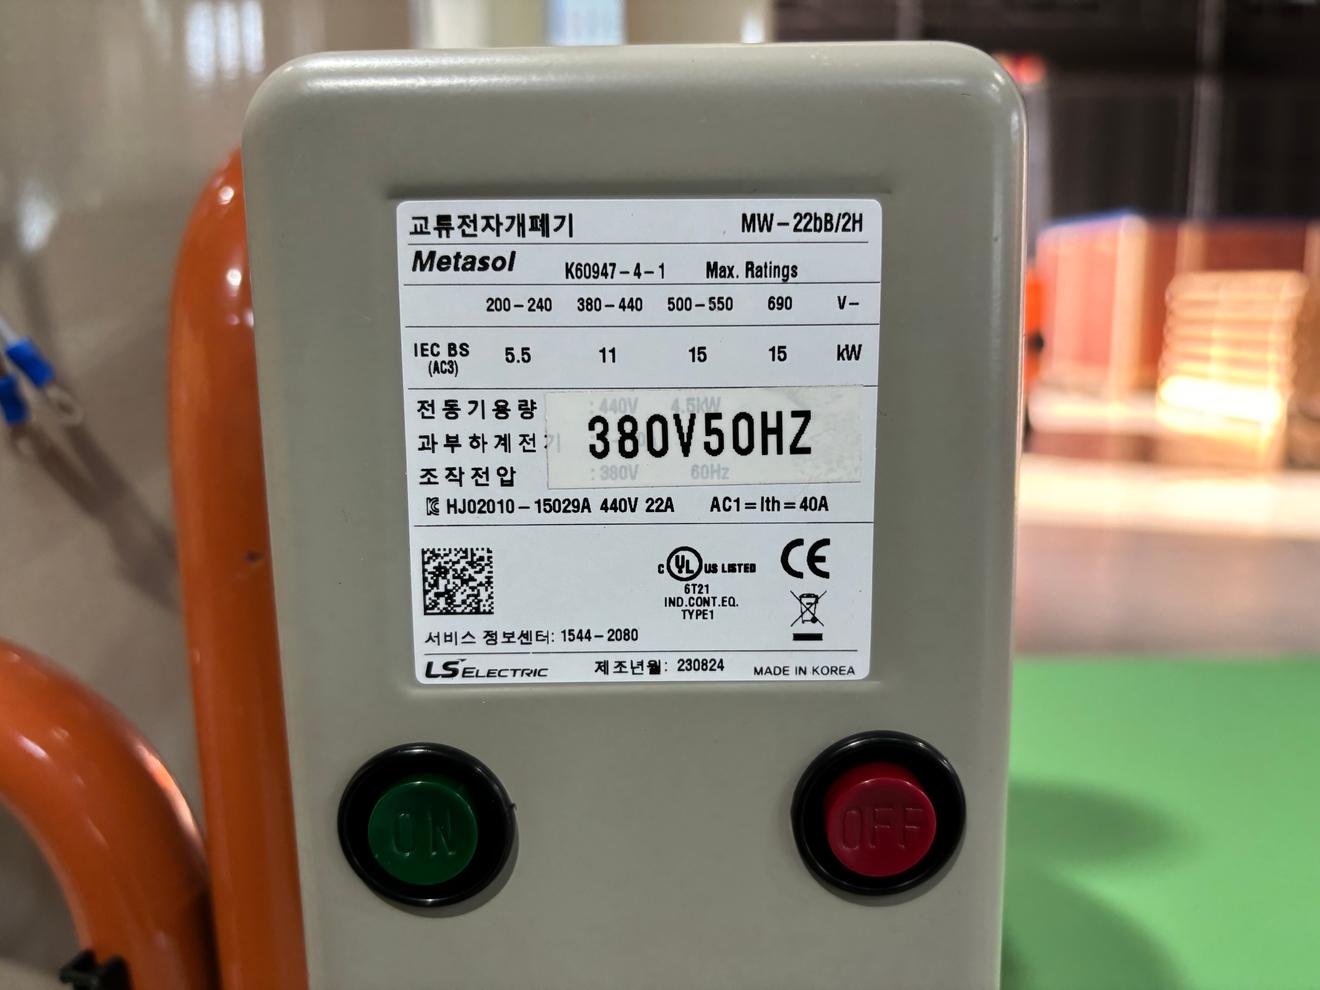 교류전자개폐기 MW-22bB/2H
Metasol K60947-4-1 Max. Ratings
200-240 380-440 500-550 690 V~
IEC BS (AC3) 5.5 11 15 15 kW
전동기용량 : 440V 4.5kW
과부하계전기
380V50HZ
조작전압 : 380V 60Hz
HJ02010-15029A 440V 22A AC1=Ith=40A
C UL US LISTED CE
6T21
IND.CONT.EQ.
TYPE1
서비스 정보센터: 1544-2080
LS ELECTRIC 제조년월: 230824 MADE IN KOREA
ON OFF